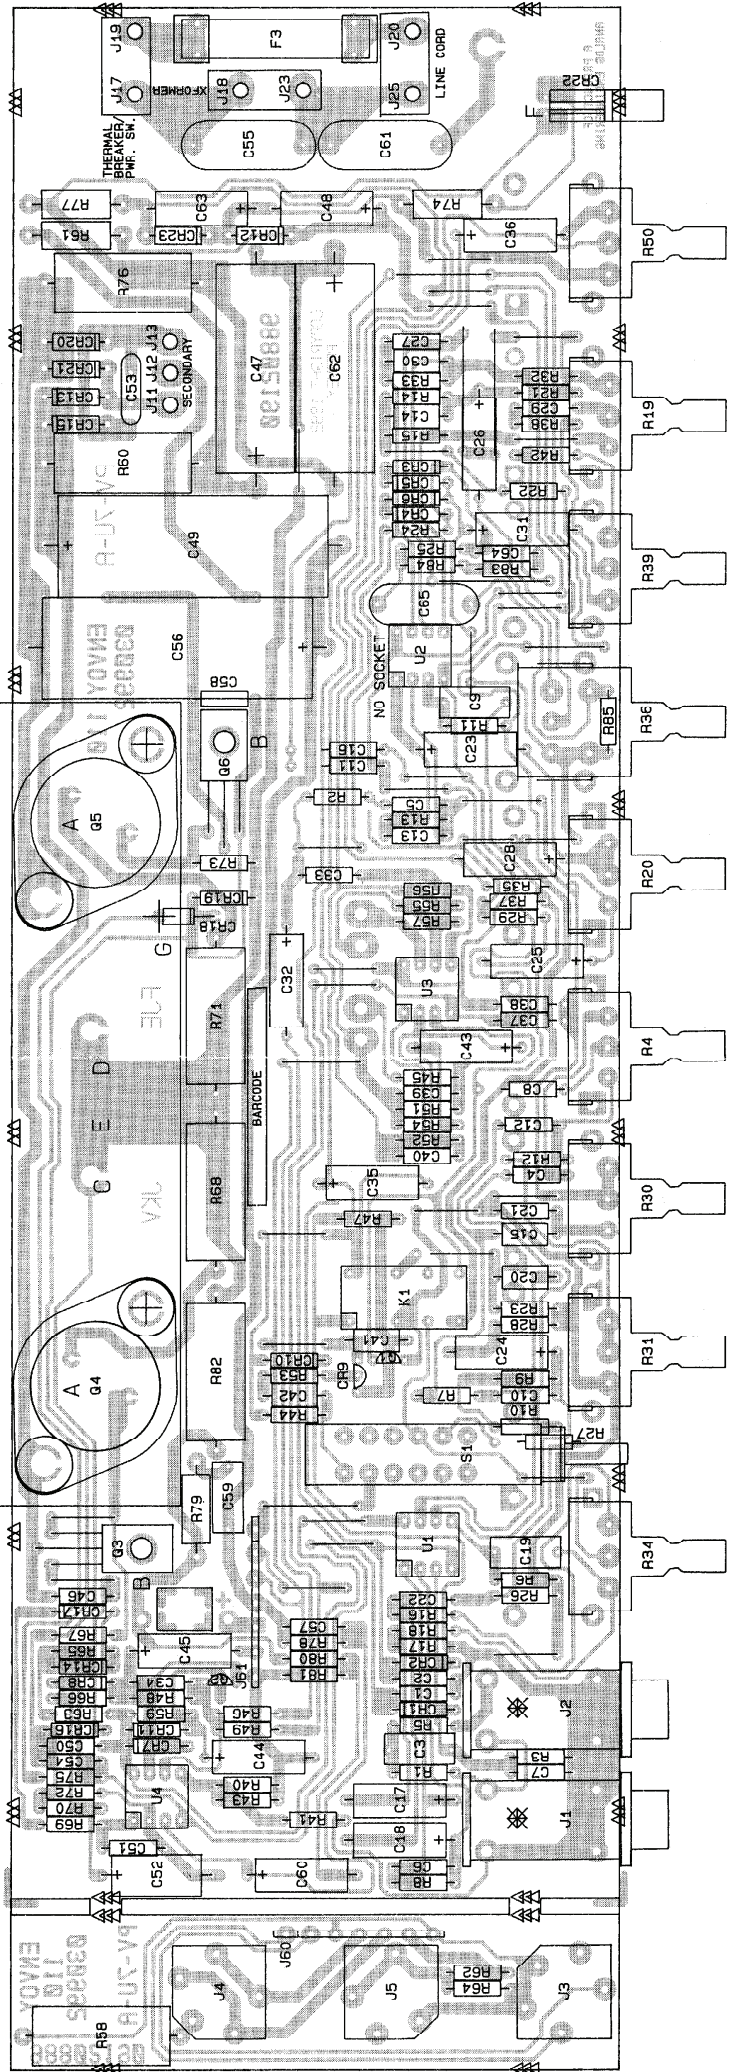 J19
F3
J20
J17
XFORMER
J18
J23
J25
LINE CORD
CR22
F
THERMAL
BREAKER/
PWR. SW.
C55
C61
R77
C63
C48
R74
R61
CR23
CR12
C36
R50
R76
CR20
CR21
CR13
CR15
J13
J12
J11
SECONDARY
C53
C47
C62
C27
C30
R33
R14
C14
R15
C26
R32
R21
C29
R38
R42
R19
R60
CR3
CR5
CR6
CR4
R24
R22
C49
C31
R25
R84
C64
R83
R39
C65
C56
NO SOCKET
U2
C58
C9
R11
C23
R85
R36
Q6
B
C16
C11
A
Q5
R2
C5
R13
C13
R73
C28
R20
C33
CR19
R56
R65
R57
R35
R37
R29
CR18
G
C32
U3
C25
R71
C38
C37
C43
R4
D
E
C
BARCODE
R45
C39
R51
R54
R52
C40
C8
C12
R12
C4
R68
C35
R30
R47
C21
C15
K1
C20
R23
R28
C41
C24
R31
A
Q4
R82
CR10
R53
C42
R44
CR9
R7
R9
C10
R10
S1
R27
R79
C59
Q3
B
U1
C19
R6
R26
R34
C46
CR17
C45
C57
R78
R80
R81
C22
R16
R18
R17
CR2
C2
C1
CR1
R5
R67
CR14
CR8
R66
R63
CR16
C50
C54
R75
R72
R70
R69
C34
R48
R59
CR11
CR7
J61
R49
C44
J2
C3
R1
R3
C7
U4
R40
R43
R41
C17
C18
J1
C51
C52
C60
C6
R8
J60
J4
J5
J3
R62
R64
R58